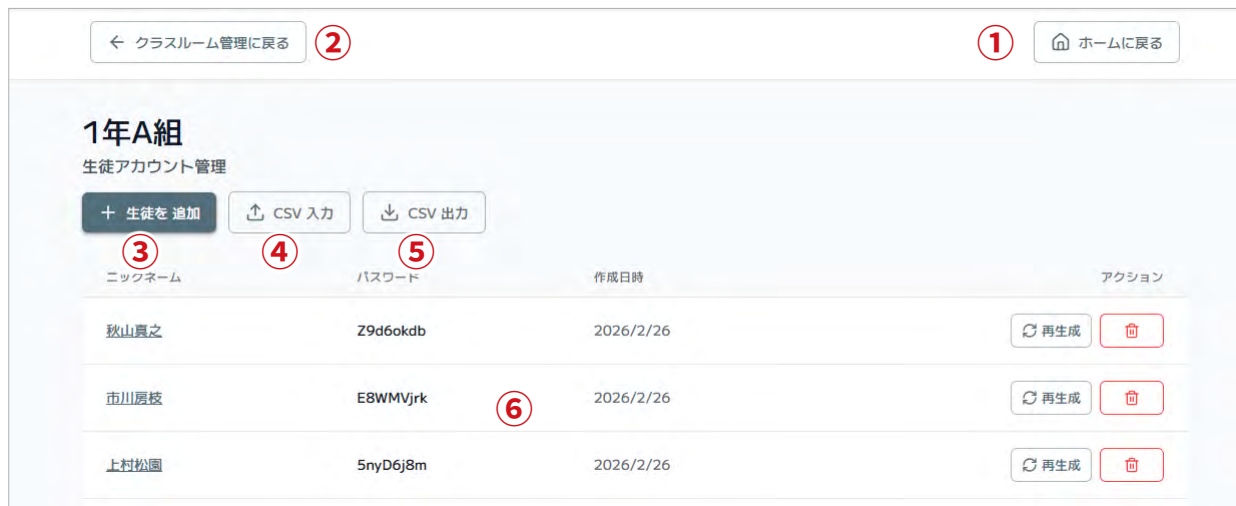 ← クラスルーム管理に戻る ② ① ホームに戻る
1年A組
生徒アカウント管理
+ 生徒を 追加 CSV 入力 CSV 出力
③ ④ ⑤
ニックネーム パスワード 作成日時 アクション
秋山真之 Z9d6okdb 2026/2/26 再生成
市川房枝 E8WMVjrk ⑥ 2026/2/26 再生成
上村松園 5nyD6j8m 2026/2/26 再生成